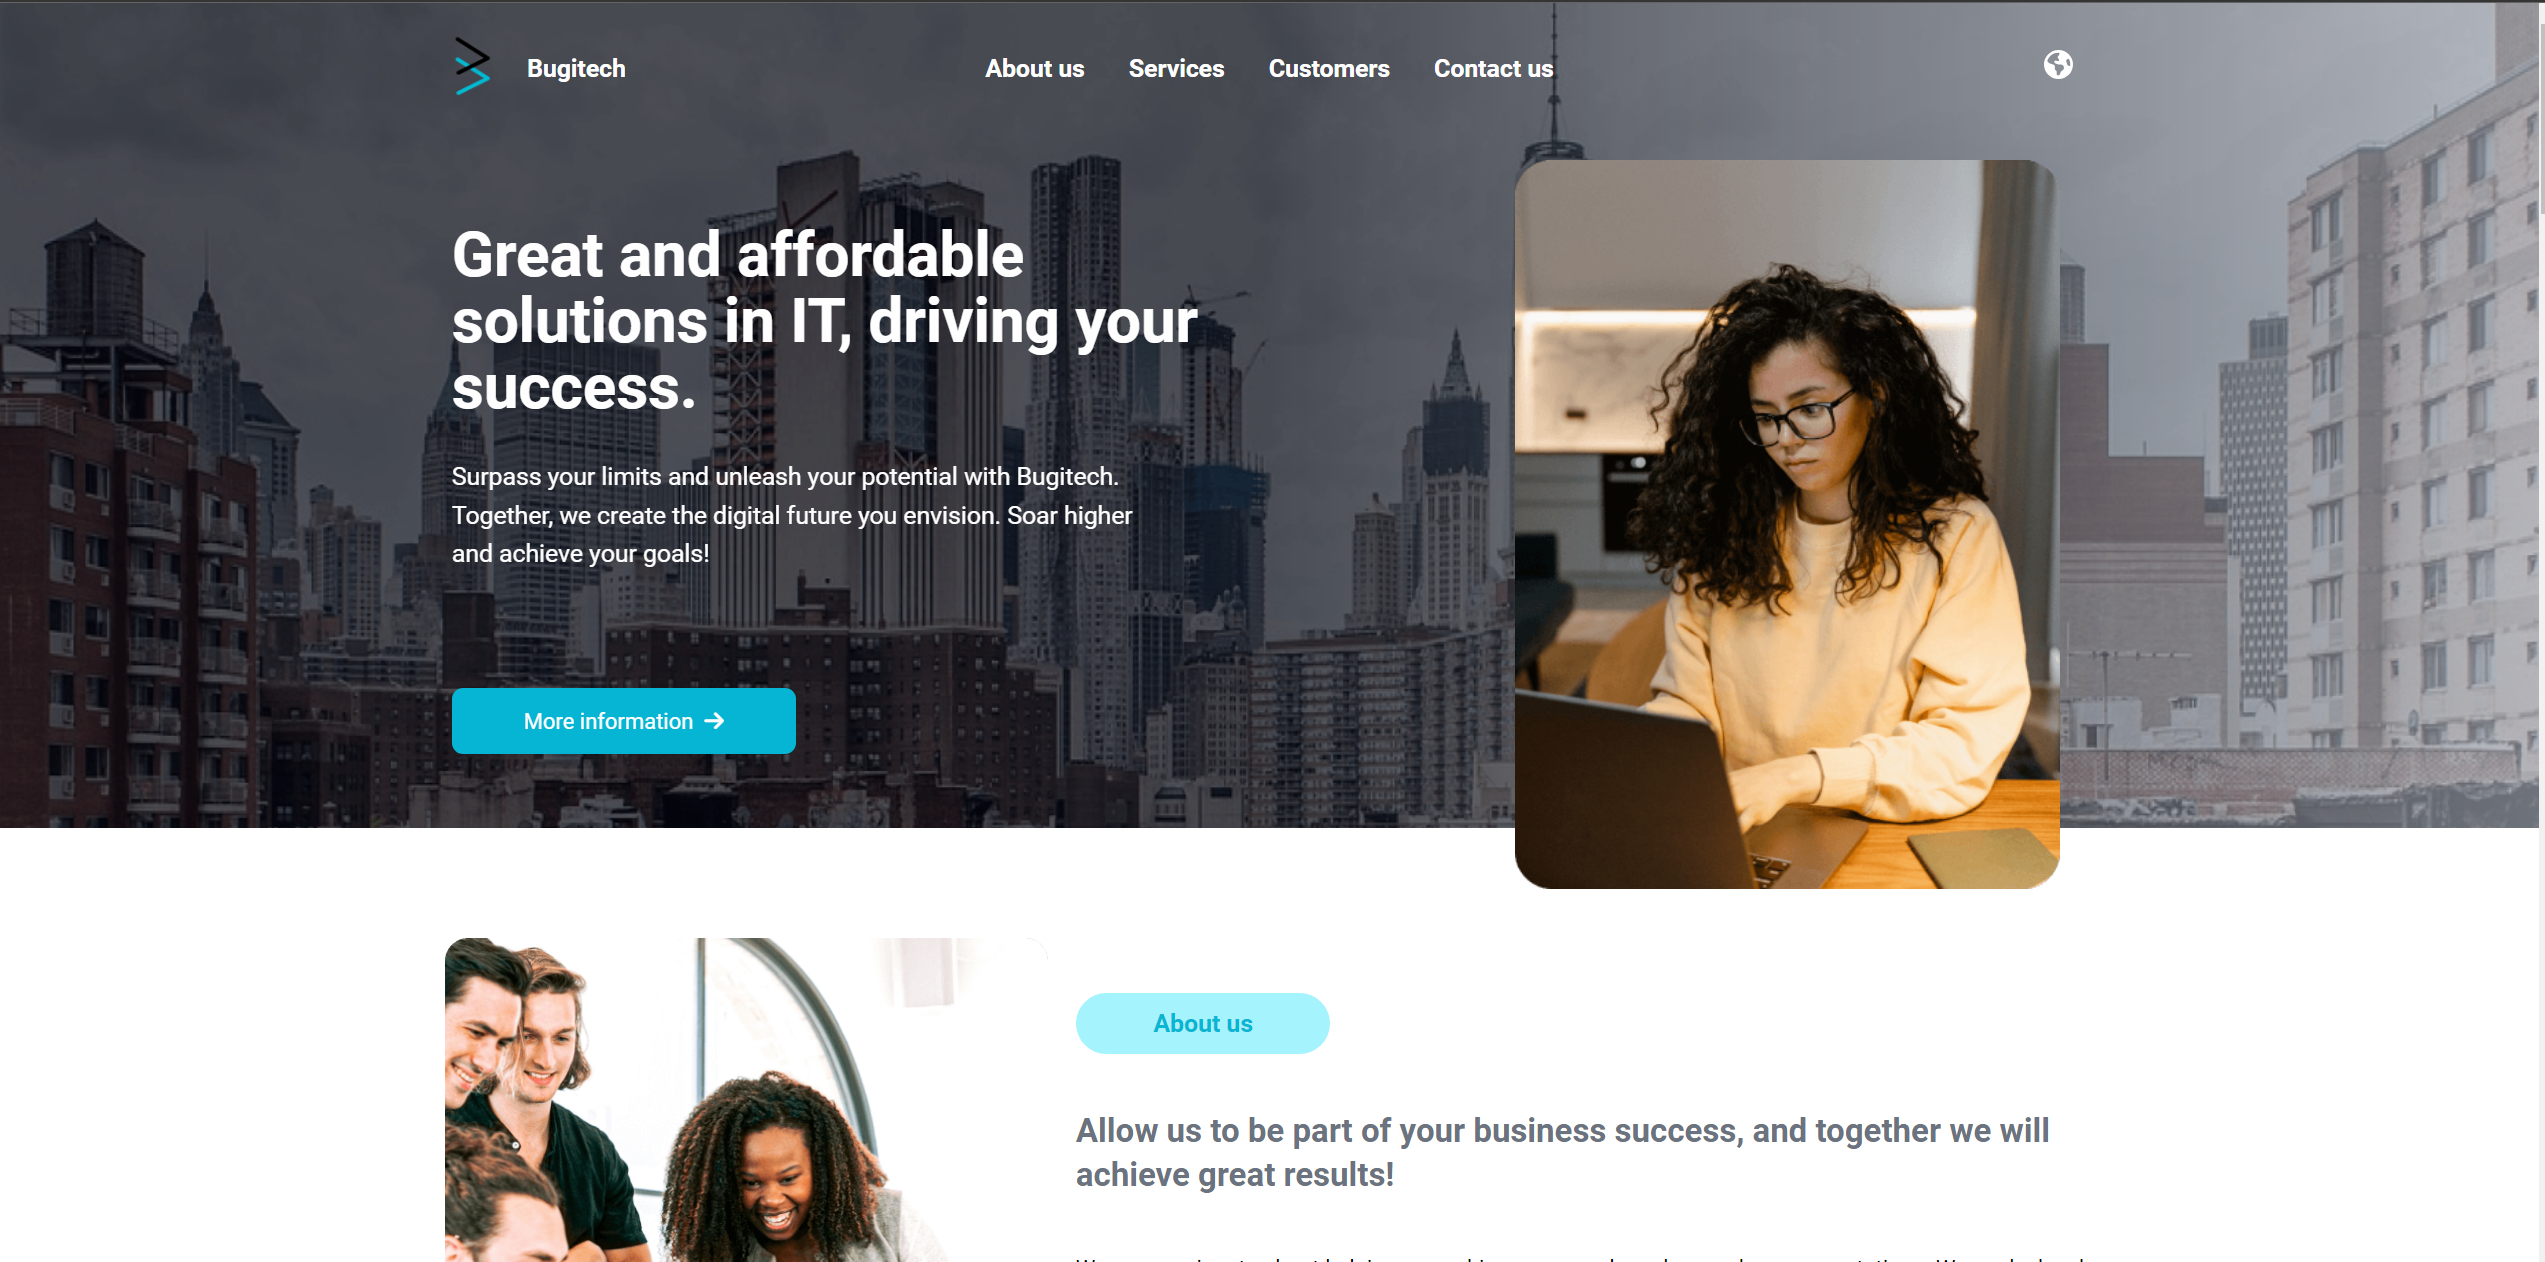 Bugitech
About us
Services
Customers
Contact us
Great and affordable
solutions in IT, driving your
success.
Surpass your limits and unleash your potential with Bugitech.
Together, we create the digital future you envision. Soar higher
and achieve your goals!
More information →
About us
Allow us to be part of your business success, and together we will
achieve great results!